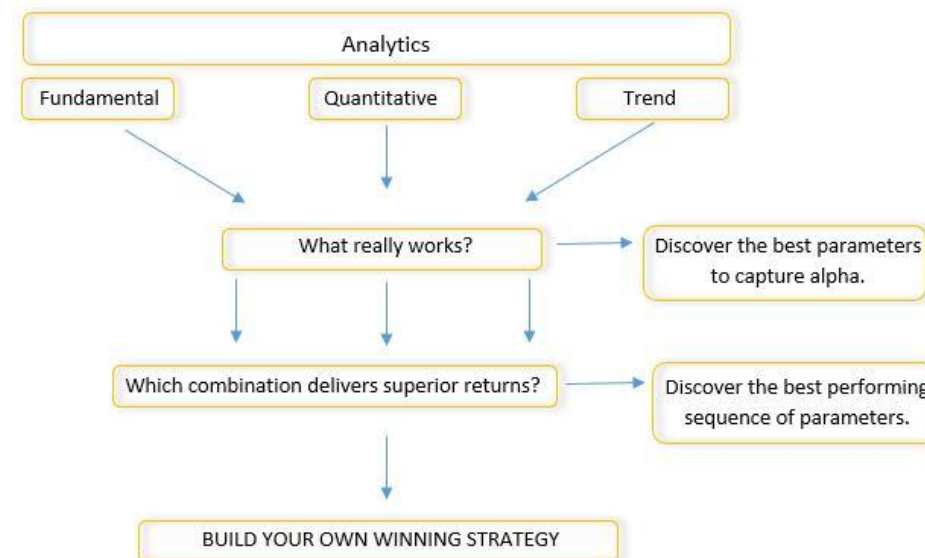 Analytics
Fundamental
Quantitative
Trend
What really works?
Discover the best parameters
to capture alpha.
Which combination delivers superior returns?
Discover the best performing
sequence of parameters.
BUILD YOUR OWN WINNING STRATEGY